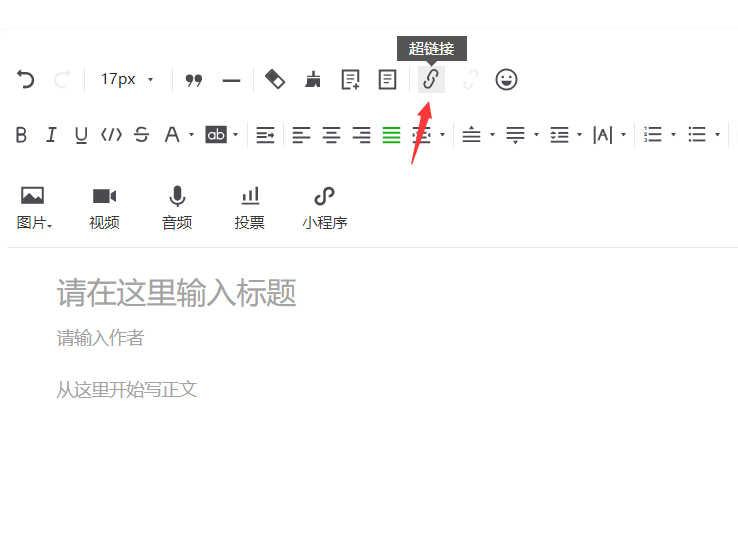 超链接
17px
B I U </> S A ab |A|
图片 视频 音频 投票 小程序
请在这里输入标题
请输入作者
从这里开始写正文